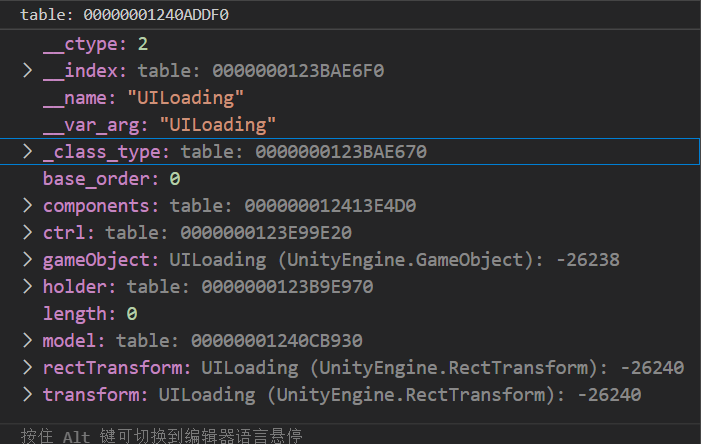 table: 00000001240ADDF0
__ctype: 2
__index: table: 0000000123BAE6F0
__name: "UILoading"
__var_arg: "UILoading"
_class_type: table: 0000000123BAE670
base_order: 0
components: table: 000000012413E4D0
ctrl: table: 0000000123E99E20
gameObject: UILoading (UnityEngine.GameObject): -26238
holder: table: 0000000123B9E970
length: 0
model: table: 00000001240CB930
rectTransform: UILoading (UnityEngine.RectTransform): -26240
transform: UILoading (UnityEngine.RectTransform): -26240
按住 Alt 键可切换到编辑器语言悬停